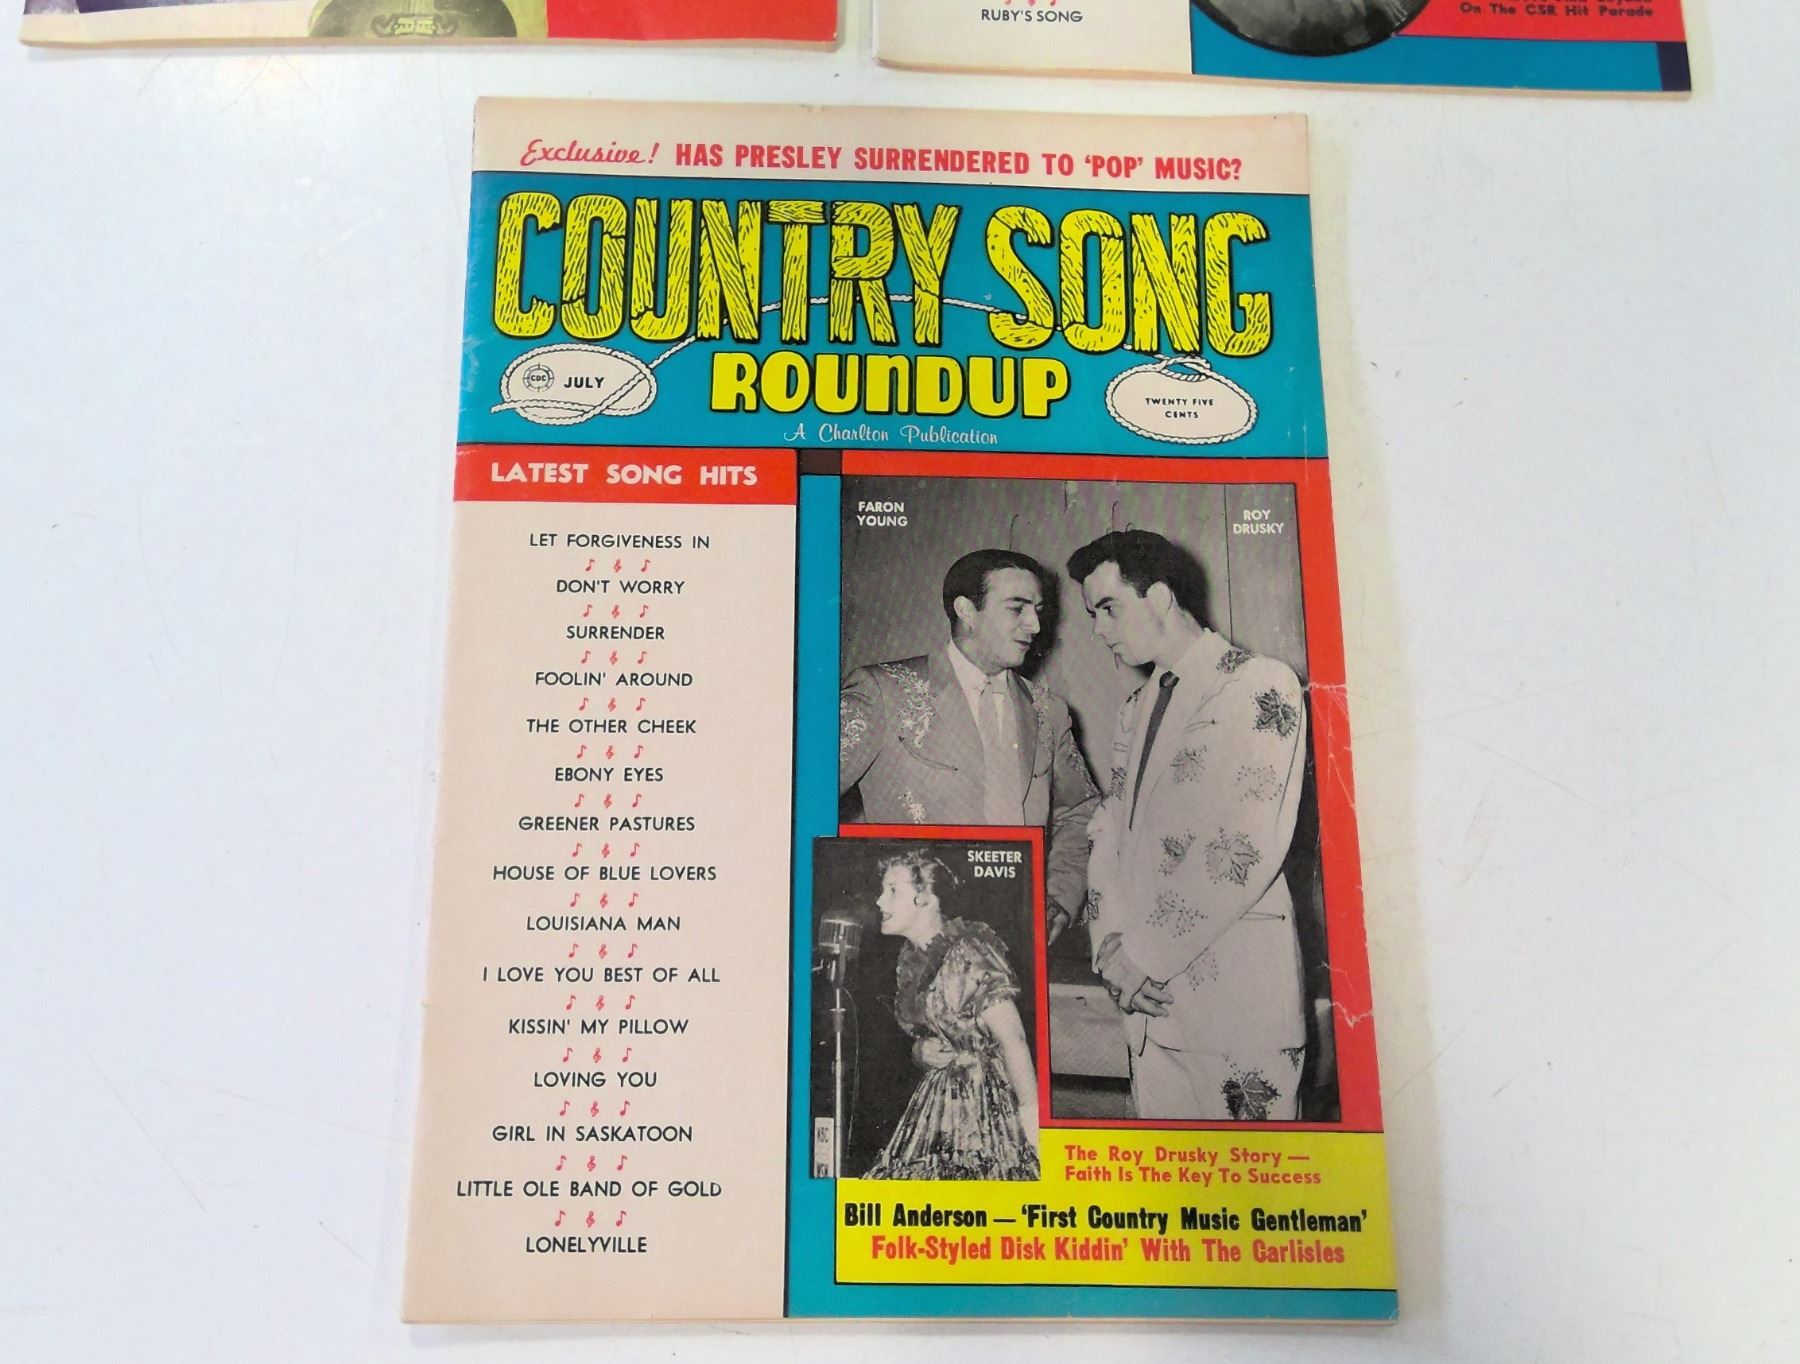 RUBY'S SONG
On The CSR Hit Parade
Exclusive! HAS PRESLEY SURRENDERED TO 'POP' MUSIC?
COUNTRY SONG
ROUNDUP
CDC
JULY
TWENTY FIVE
CENTS
A Charlton Publication
LATEST SONG HITS
LET FORGIVENESS IN
DON'T WORRY
SURRENDER
FOOLIN' AROUND
THE OTHER CHEEK
EBONY EYES
GREENER PASTURES
HOUSE OF BLUE LOVERS
LOUISIANA MAN
I LOVE YOU BEST OF ALL
KISSIN' MY PILLOW
LOVING YOU
GIRL IN SASKATOON
LITTLE OLE BAND OF GOLD
LONELYVILLE
FARON
YOUNG
ROY
DRUSKY
SKEETER
DAVIS
NBC
WSM
The Roy Drusky Story —
Faith Is The Key To Success
Bill Anderson — 'First Country Music Gentleman'
Folk-Styled Disk Kiddin' With The Carlisles